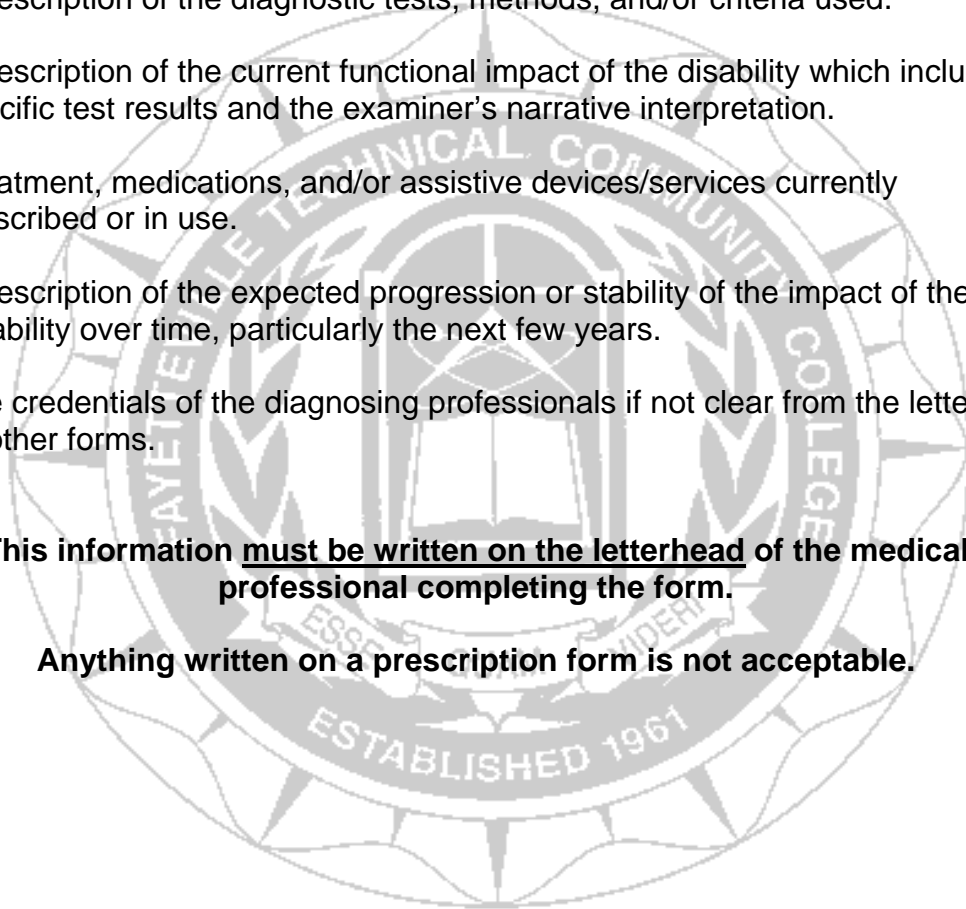 escription of the diagnostic tests, methods, and/or criteria used.
escription of the current functional impact of the disability which inclu
cific test results and the examiner's narrative interpretation.
atment, medications, and/or assistive devices/services currently
scribed or in use.
escription of the expected progression or stability of the impact of the
ability over time, particularly the next few years.
e credentials of the diagnosing professionals if not clear from the lette
other forms.
This information must be written on the letterhead of the medical
professional completing the form.
Anything written on a prescription form is not acceptable.
FAYETTEVILLE TECHNICAL COMMUNITY COLLEGE
ESSE QUAM VIDERI
ESTABLISHED 1961